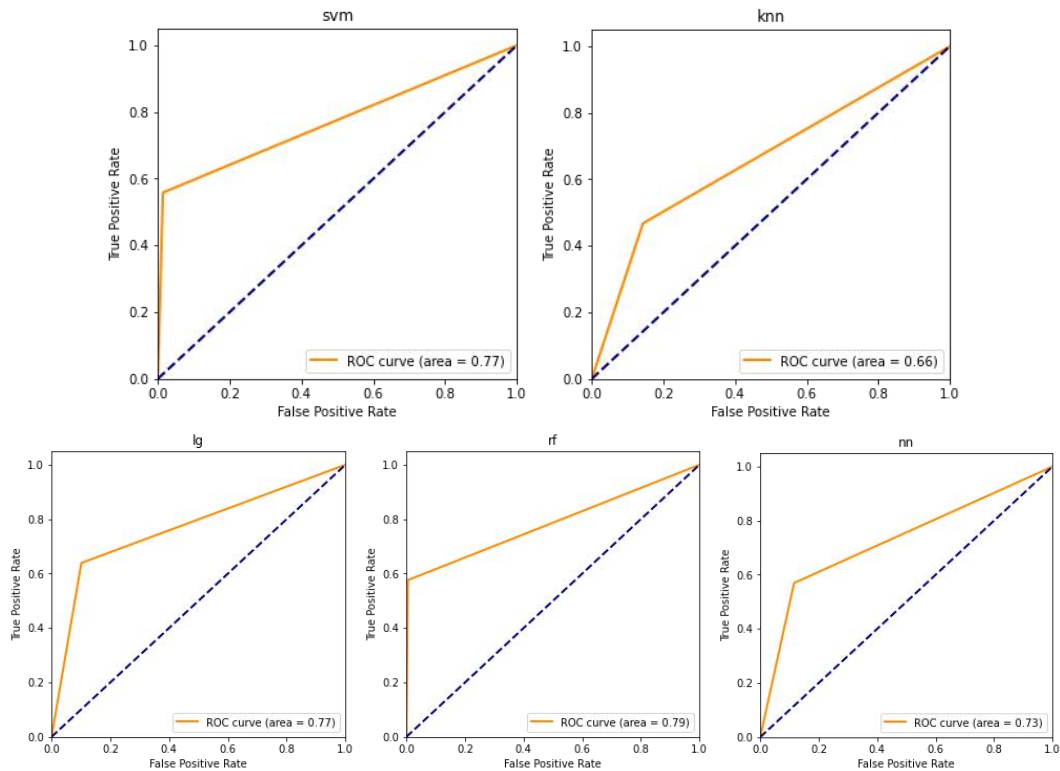 svm
1.0
0.8
0.6
0.4
0.2
0.0
True Positive Rate
0.0 0.2 0.4 0.6 0.8 1.0
False Positive Rate
ROC curve (area = 0.77)
knn
1.0
0.8
0.6
0.4
0.2
0.0
True Positive Rate
0.0 0.2 0.4 0.6 0.8 1.0
False Positive Rate
ROC curve (area = 0.66)
lg
1.0
0.8
0.6
0.4
0.2
0.0
True Positive Rate
0.0 0.2 0.4 0.6 0.8 1.0
False Positive Rate
ROC curve (area = 0.77)
rf
1.0
0.8
0.6
0.4
0.2
0.0
True Positive Rate
0.0 0.2 0.4 0.6 0.8 1.0
False Positive Rate
ROC curve (area = 0.79)
nn
1.0
0.8
0.6
0.4
0.2
0.0
True Positive Rate
0.0 0.2 0.4 0.6 0.8 1.0
False Positive Rate
ROC curve (area = 0.73)